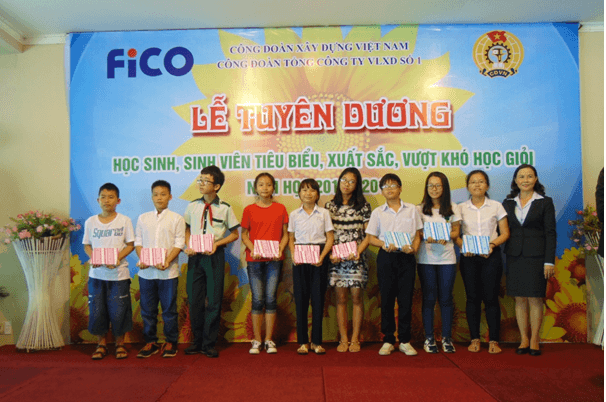 FiCO
CÔNG ĐOÀN XÂY DỰNG VIỆT NAM
CÔNG ĐOÀN TỔNG CÔNG TY VLXD SỐ 1
CĐVN
LỄ TUYÊN DƯƠNG
HỌC SINH, SINH VIÊN TIÊU BIỂU, XUẤT SẮC, VƯỢT KHÓ HỌC GIỎI